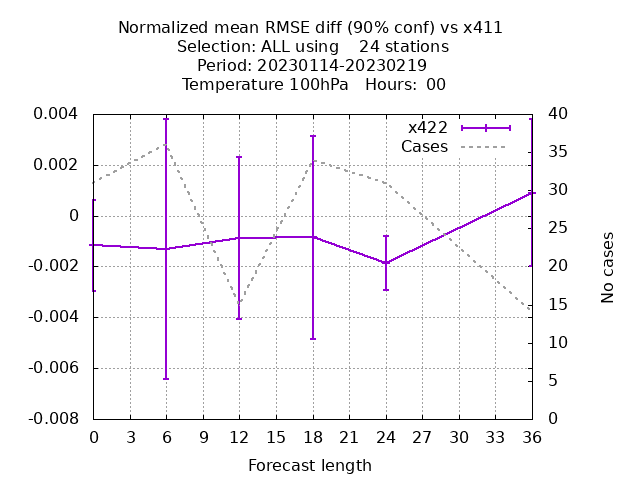 Normalized mean RMSE diff (90% conf) vs x411
Selection: ALL using    24 stations
Period: 20230114-20230219
Temperature 100hPa   Hours:  00
x422
Cases
0.004
0.002
0
-0.002
-0.004
-0.006
-0.008
40
35
30
25
20
15
10
5
0
No cases
0 3 6 9 12 15 18 21 24 27 30 33 36
Forecast length